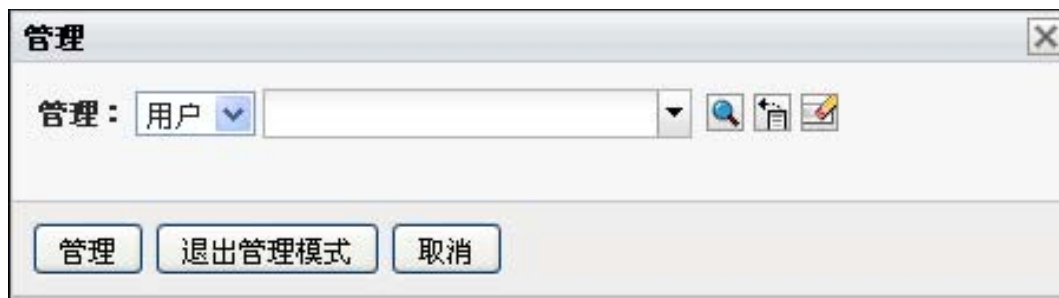 管理
管理：用户
管理 退出管理模式 取消